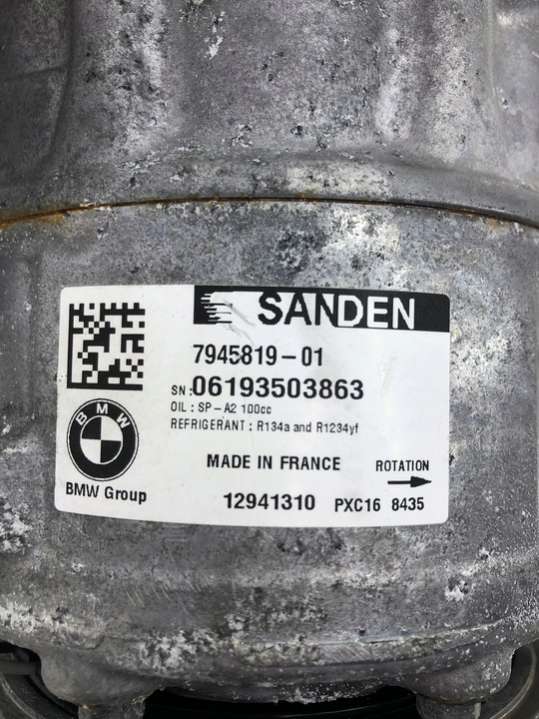 SANDEN
7945819-01
SN:06193503863
OIL : SP-A2 100cc
REFRIGERANT : R134a and R1234yf
BMW
MADE IN FRANCE
ROTATION
BMW Group
12941310 PXC16 8435